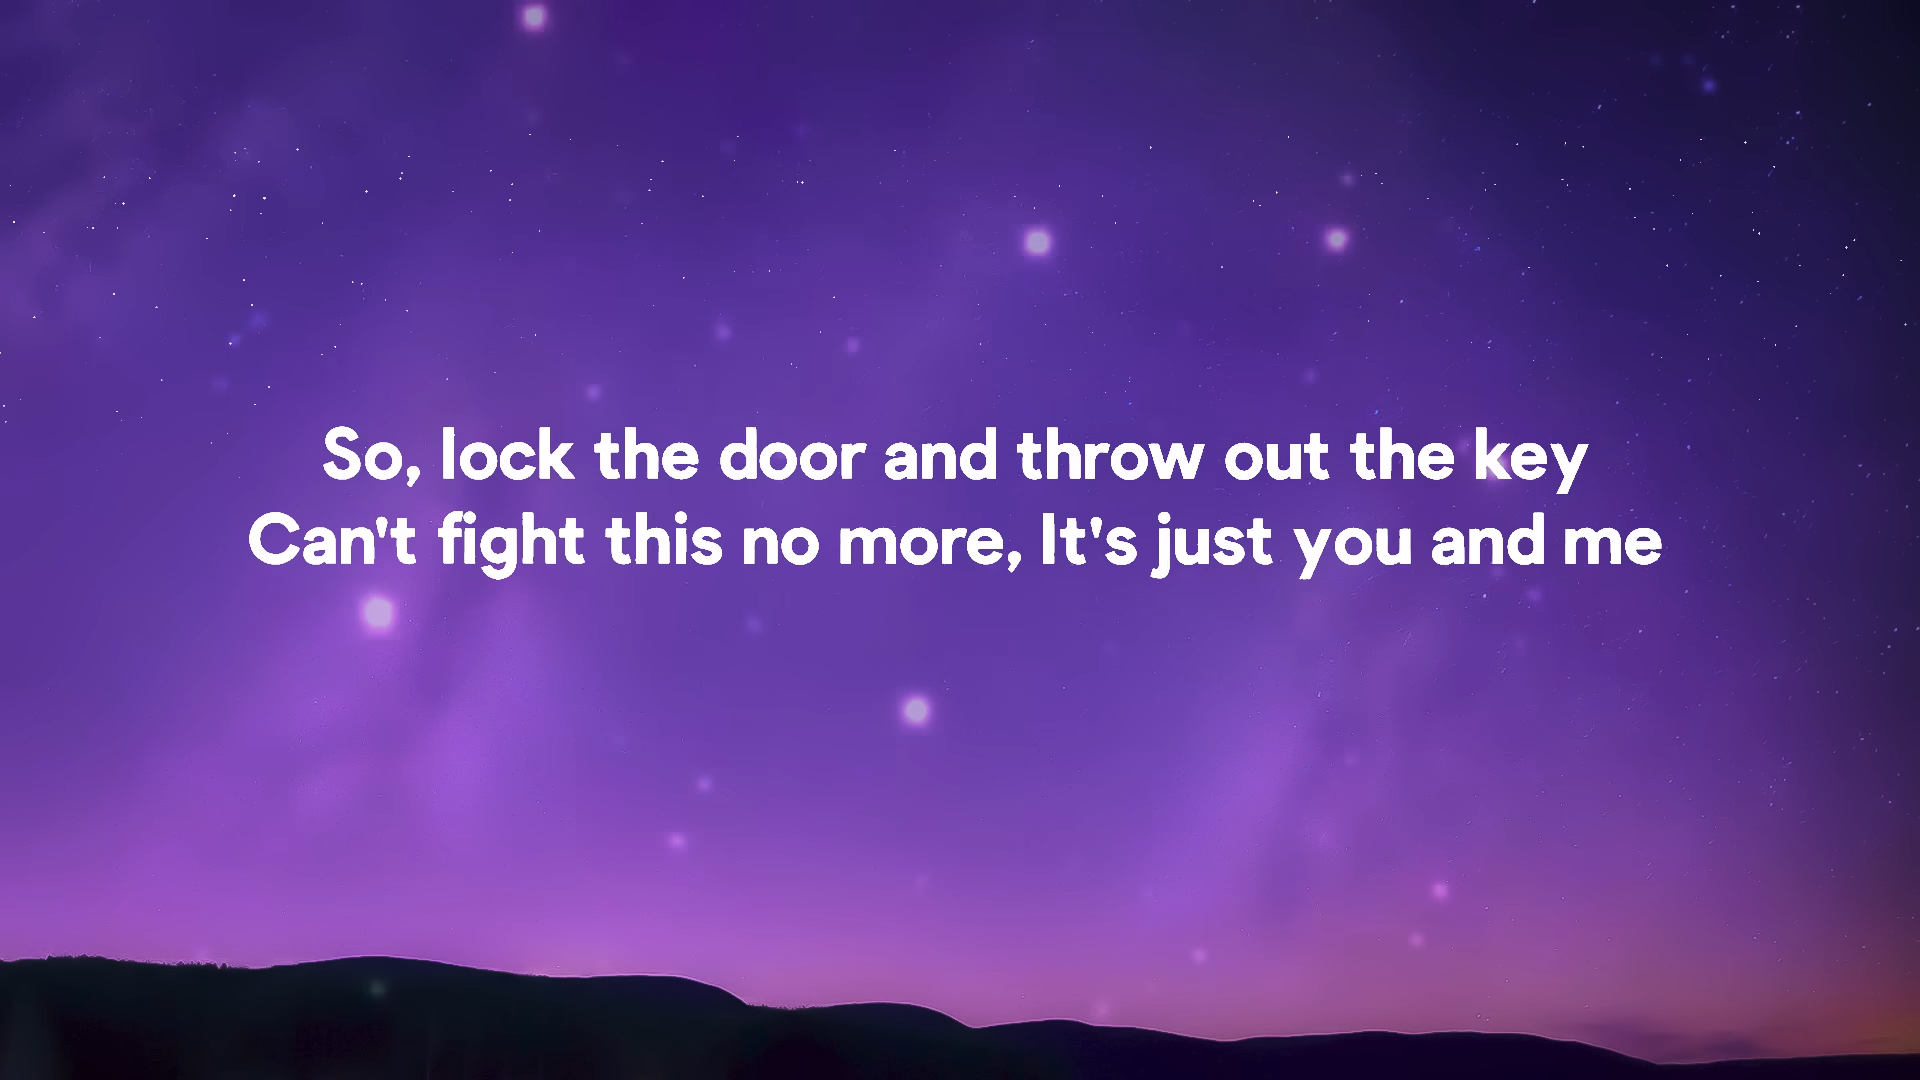 So, lock the door and throw out the key
Can't fight this no more, It's just you and me